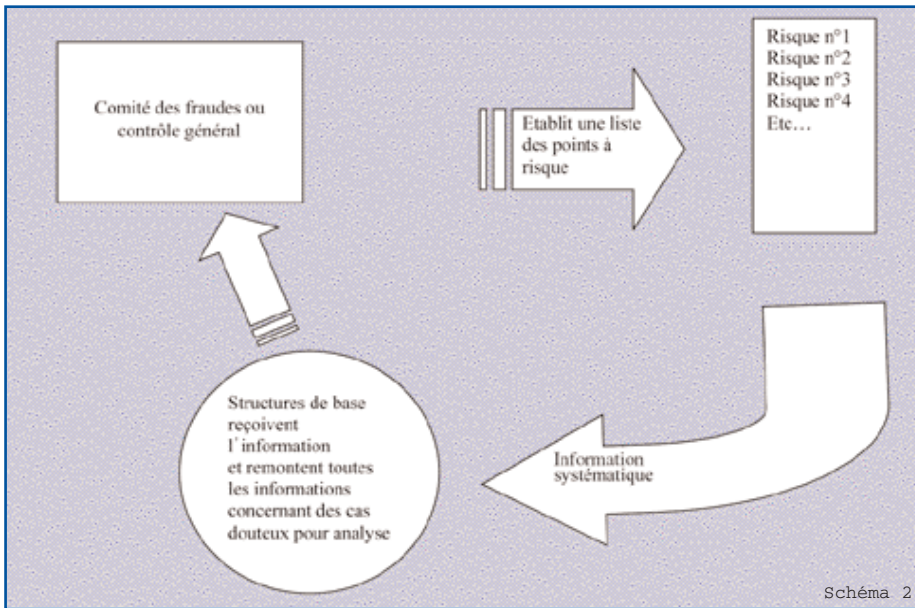 Comité des fraudes ou
contrôle général
Etablit une liste
des points à
risque
Risque n°1
Risque n°2
Risque n°3
Risque n°4
Etc…
Structures de base
reçoivent
l'information
et remontent toutes
les informations
concernant des cas
douteux pour analyse
Information
systématique
Schéma 2